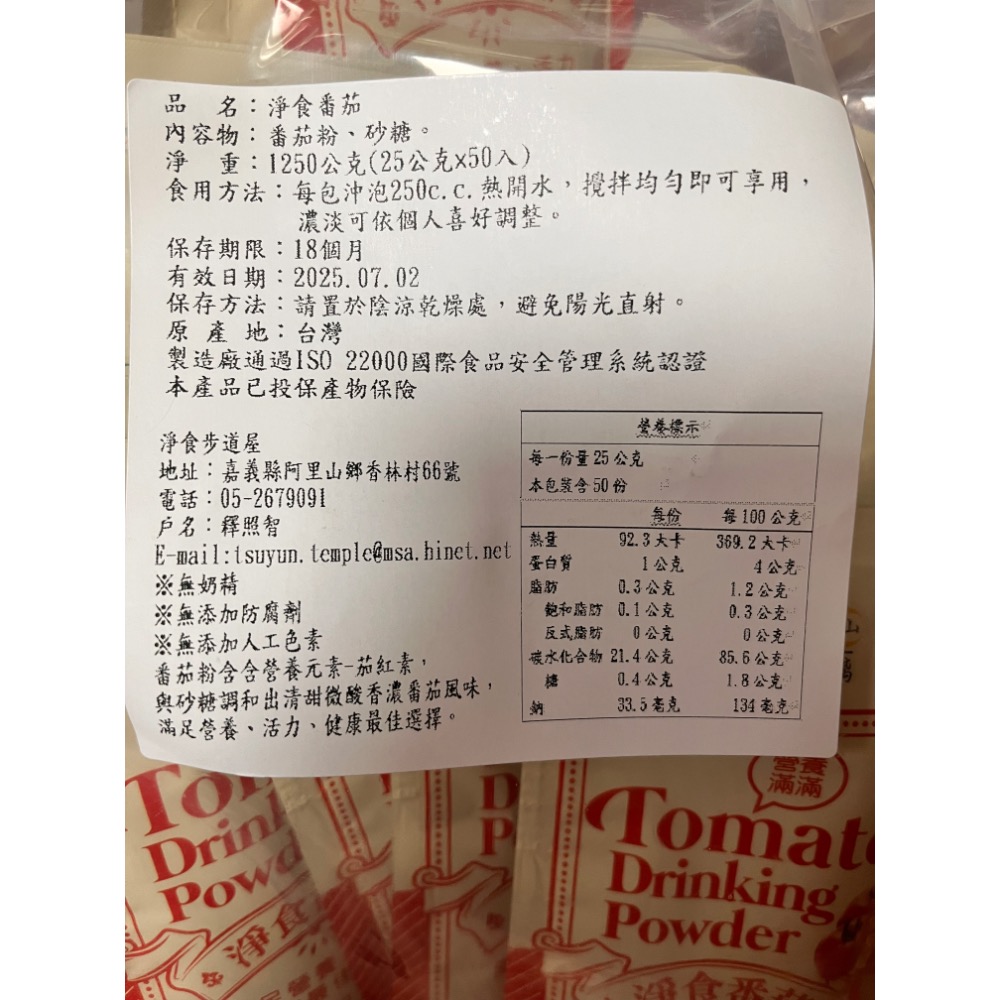 品　名：淨食番茄
內容物：番茄粉、砂糖。
淨　重：1250公克(25公克x50入)
食用方法：每包沖泡250c.c.熱開水，攪拌均勻即可享用，
濃淡可依個人喜好調整。
保存期限：18個月
有效日期：2025.07.02
保存方法：請置於陰涼乾燥處，避免陽光直射。
原 產 地：台灣
製造廠通過ISO 22000國際食品安全管理系統認證
本產品已投保產物保險
淨食步道屋
地址：嘉義縣阿里山鄉香林村66號
電話：05-2679091
戶名：釋照智
E-mail:tsuyun.temple@msa.hinet.net
※無奶精
※無添加防腐劑
※無添加人工色素
番茄粉含含營養元素-茄紅素，
與砂糖調和出清甜微酸香濃番茄風味，
滿足營養、活力、健康最佳選擇。
營養標示
每一份量 25 公克
本包裝含 50 份
每份 每 100 公克
熱量 92.3 大卡 369.2 大卡
蛋白質 1 公克 4 公克
脂肪 0.3 公克 1.2 公克
飽和脂肪 0.1 公克 0.3 公克
反式脂肪 0 公克 0 公克
碳水化合物 21.4 公克 85.6 公克
糖 0.4 公克 1.8 公克
鈉 33.5 毫克 134 毫克
Drink
Powd
淨食
營養
滿滿
Tomat
Drinking
Powder
淨食番